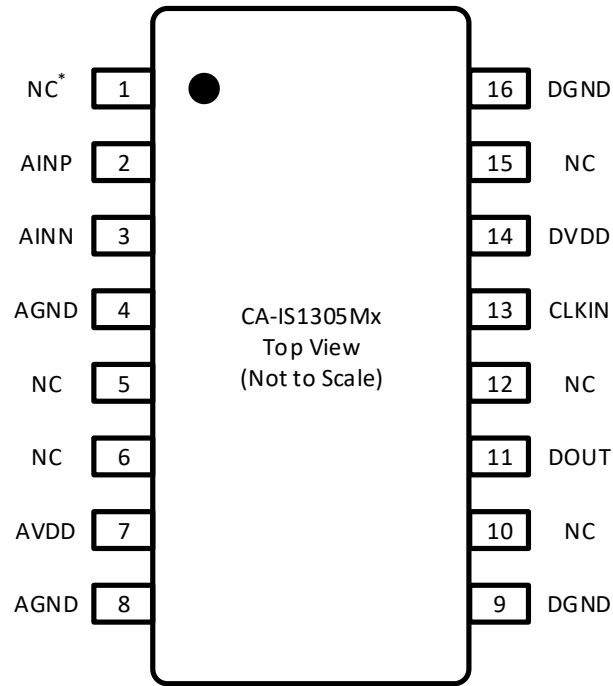 NC* 1 16 DGND
AINP 2 15 NC
AINN 3 14 DVDD
AGND 4 13 CLKIN
CA-IS1305Mx
Top View
(Not to Scale)
NC 5 12 NC
NC 6 11 DOUT
AVDD 7 10 NC
AGND 8 9 DGND